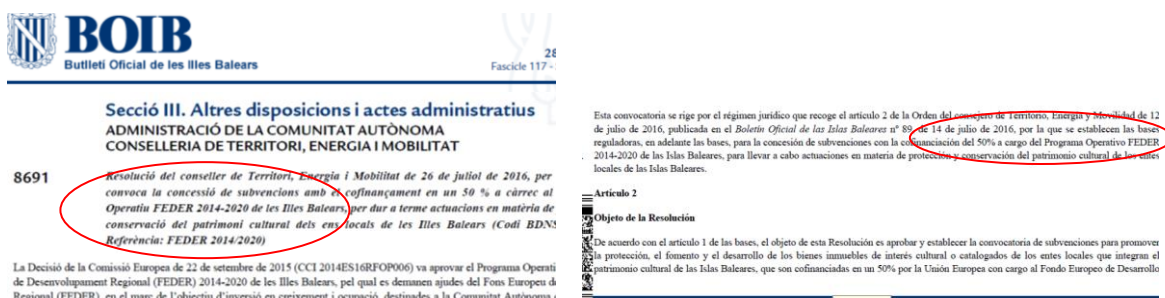 BOIB
Butlletí Oficial de les Illes Balears
28
Fascicle 117 -
Secció III. Altres disposicions i actes administratius
ADMINISTRACIÓ DE LA COMUNITAT AUTÒNOMA
CONSELLERIA DE TERRITORI, ENERGIA I MOBILITAT
8691
Resolució del conseller de Territori, Energia i Mobilitat de 26 de juliol de 2016, per
convoca la concessió de subvencions amb el cofinançament en un 50 % a càrrec al
Operatiu FEDER 2014-2020 de les Illes Balears, per dur a terme actuacions en matèria de
conservació del patrimoni cultural dels ens locals de les Illes Balears (Codi BDNS
Referència: FEDER 2014/2020)
La Decisió de la Comissió Europea de 22 de setembre de 2015 (CCI 2014ES16RFOP006) va aprovar el Programa Operati
de Desenvolupament Regional (FEDER) 2014-2020 de les Illes Balears, pel qual es demanen ajudes del Fons Europeu de
Regional (FEDER), en el marc de l'objectiu d'inversió en creixement i ocupació, destinades a la Comunitat Autònoma
Esta convocatoria se rige por el régimen jurídico que recoge el artículo 2 de la Orden del consejero de Territorio, Energía y Movilidad de 12
de julio de 2016, publicada en el Boletín Oficial de las Islas Baleares nº 89, de 14 de julio de 2016, por la que se establecen las bases
reguladoras, en adelante las bases, para la concesión de subvenciones con la cofinanciación del 50% a cargo del Programa Operativo FEDER
2014-2020 de las Islas Baleares, para llevar a cabo actuaciones en materia de protección y conservación del patrimonio cultural de los entes
locales de las Islas Baleares.
Artículo 2
Objeto de la Resolución
De acuerdo con el artículo 1 de las bases, el objeto de esta Resolución es aprobar y establecer la convocatoria de subvenciones para promover
la protección, el fomento y el desarrollo de los bienes inmuebles de interés cultural o catalogados de los entes locales que integran el
patrimonio cultural de las Islas Baleares, que son cofinanciadas en un 50% por la Unión Europea con cargo al Fondo Europeo de Desarrollo